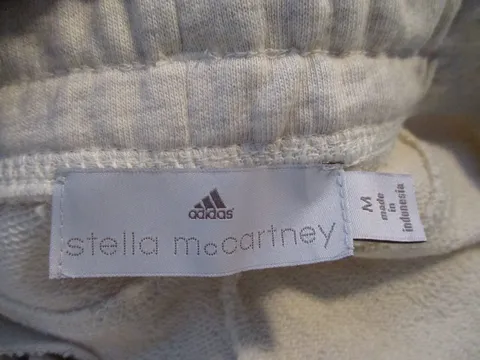 adidas
stella mccartney
M
made
in
indonesia